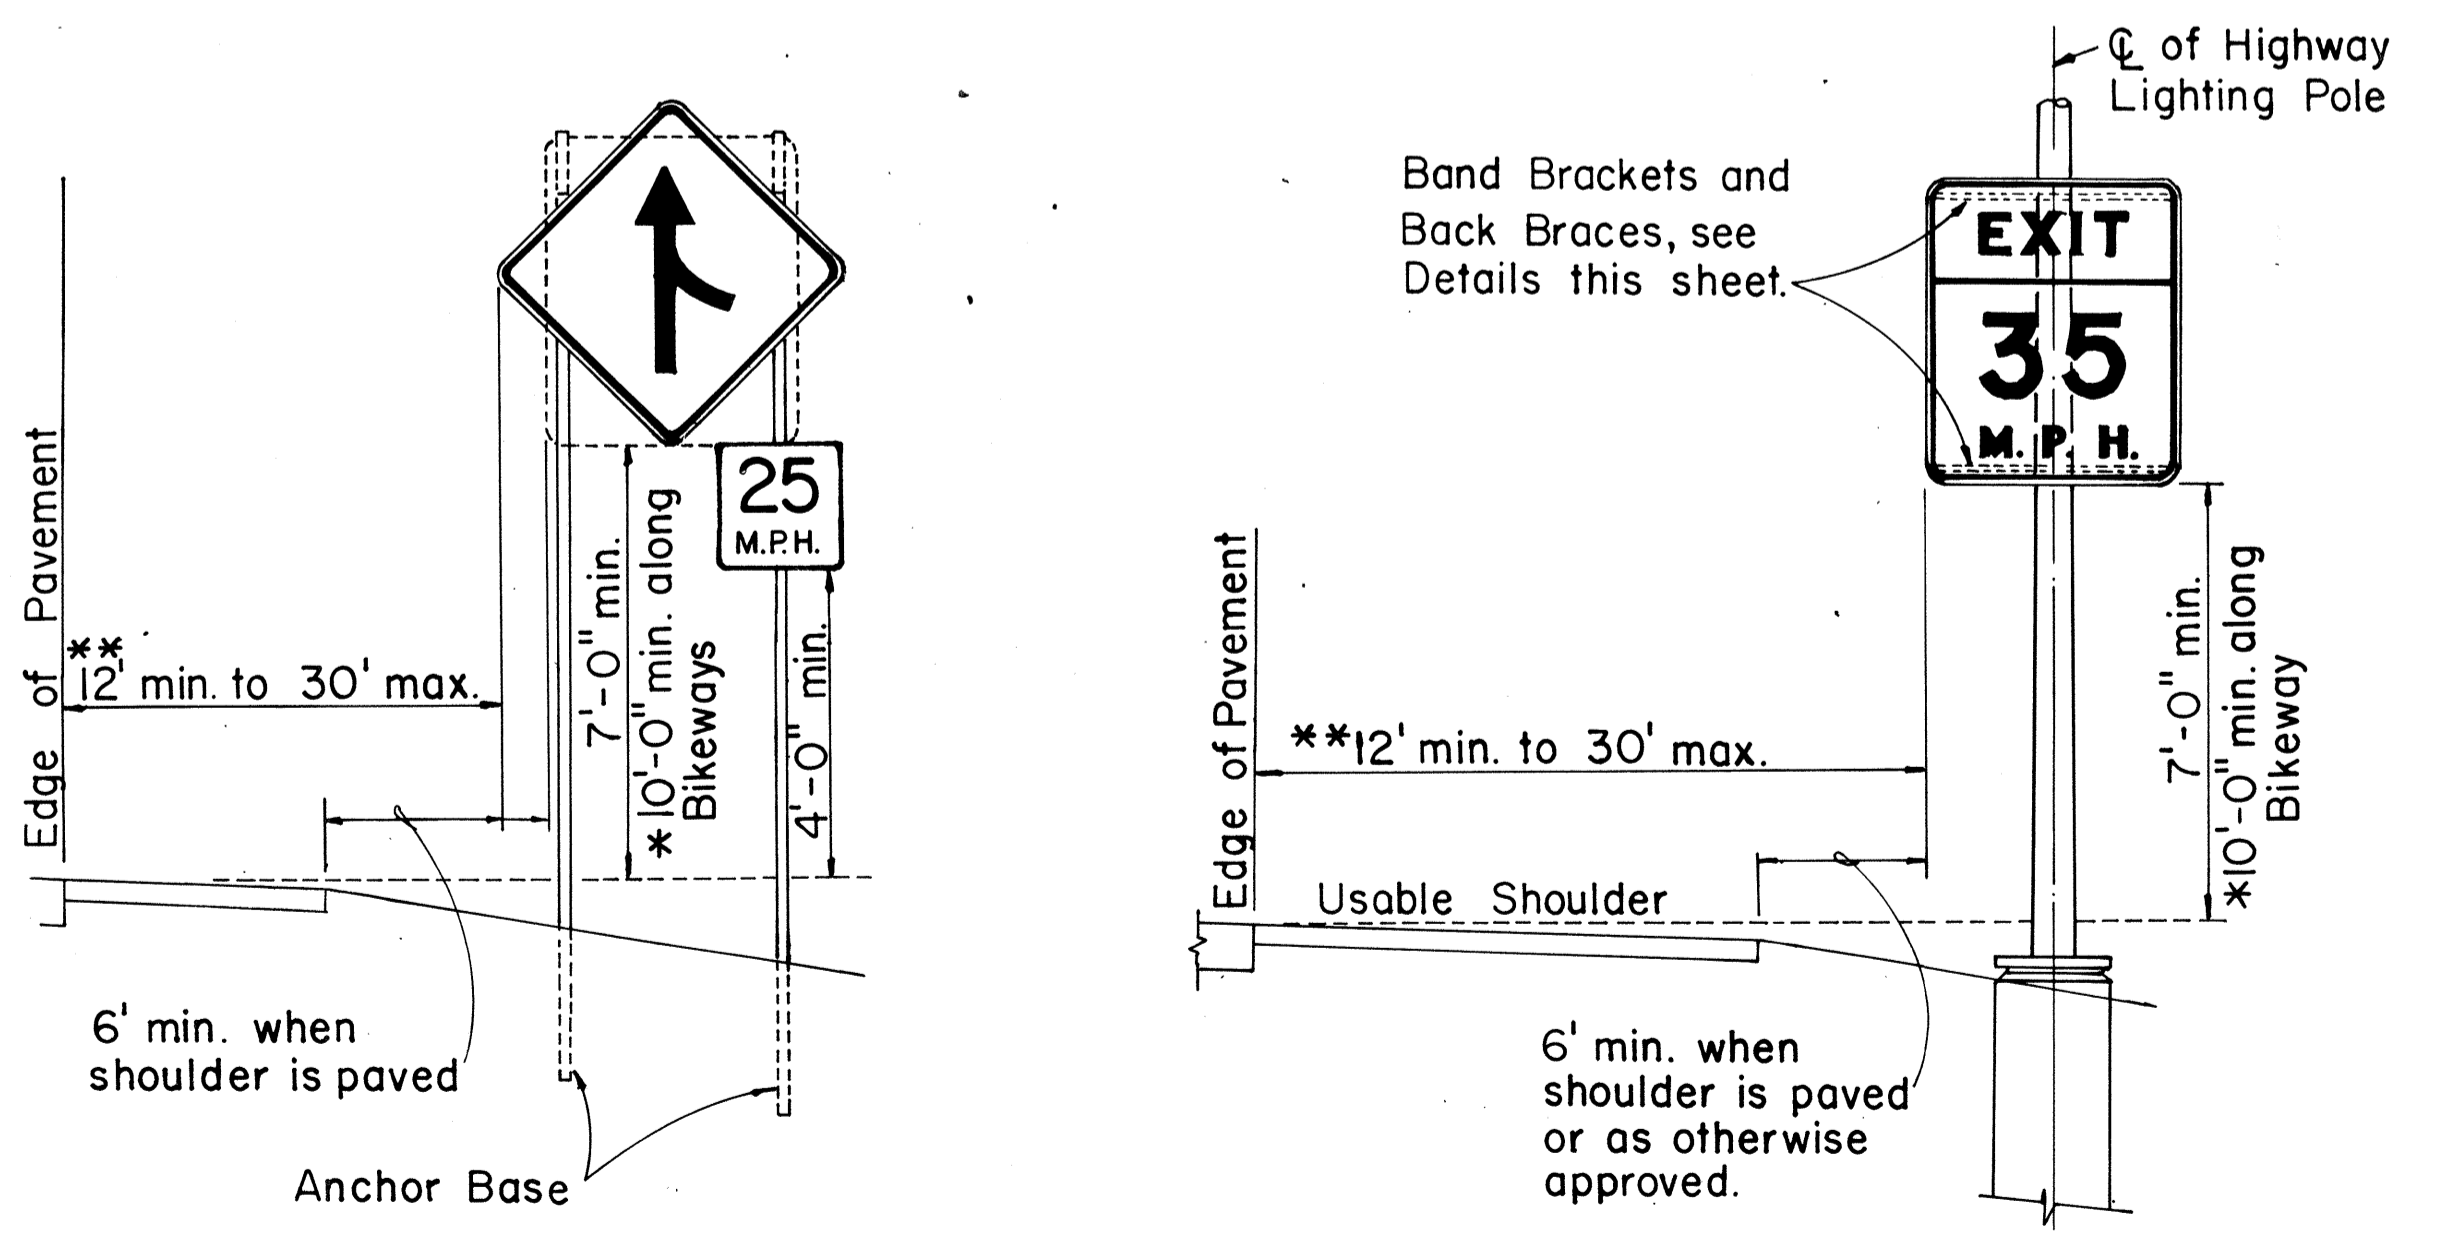 Edge of Pavement
**
12' min. to 30' max.
25
M.P.H.
7'-0" min.
*10'-0" min. along
Bikeways
4'-0" min.
6' min. when
shoulder is paved
Anchor Base
℄ of Highway
Lighting Pole
Band Brackets and
Back Braces, see
Details this sheet.
EXIT
35
M. P. H.
Edge of Pavement
**12' min. to 30' max.
7'-0" min.
*10'-0" min. along
Bikeway
Usable Shoulder
6' min. when
shoulder is paved
or as otherwise
approved.